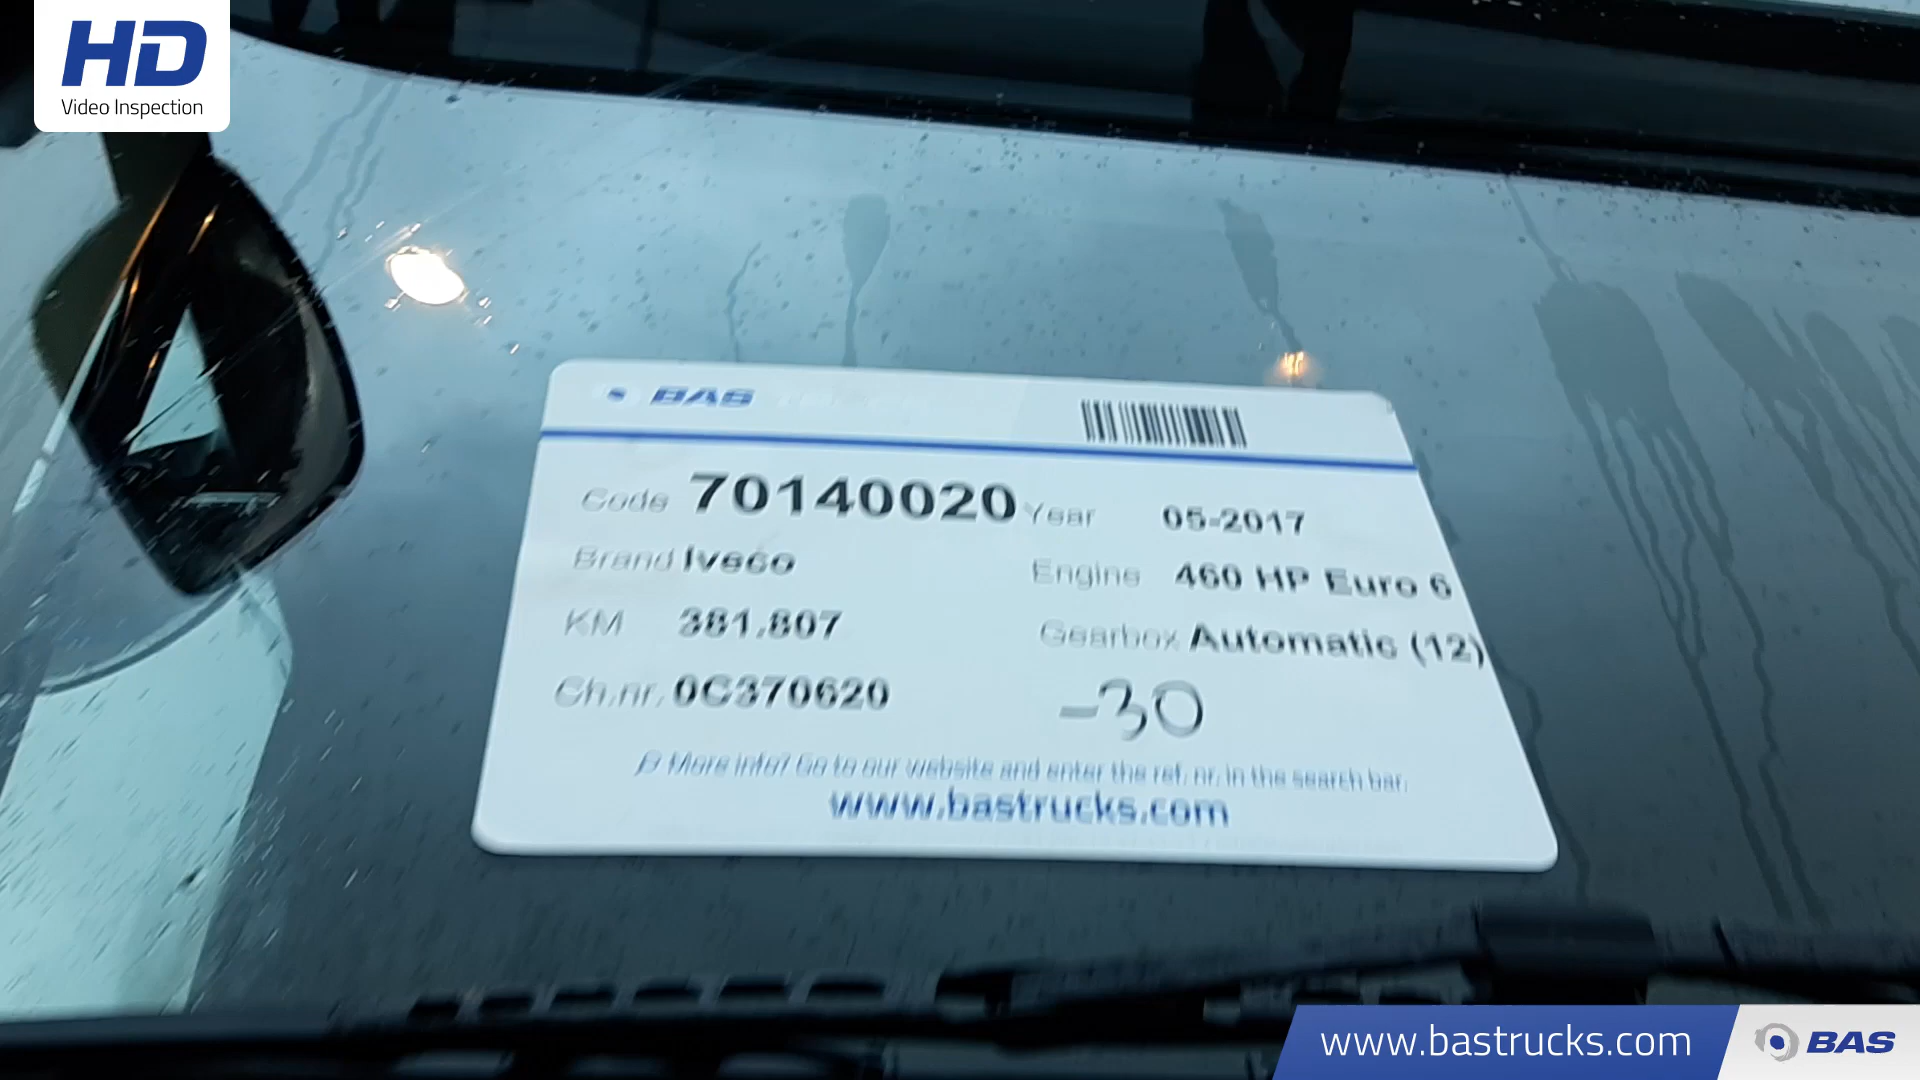 HD
Video Inspection
BAS
Code 70140020 Year 05-2017
Brand Iveco Engine 460 HP Euro 6
KM 381.807 Gearbox Automatic (12)
Ch.nr. 0C370620 -30
More info? Go to our website and enter the ref. nr. in the search bar.
www.bastrucks.com
www.bastrucks.com BAS